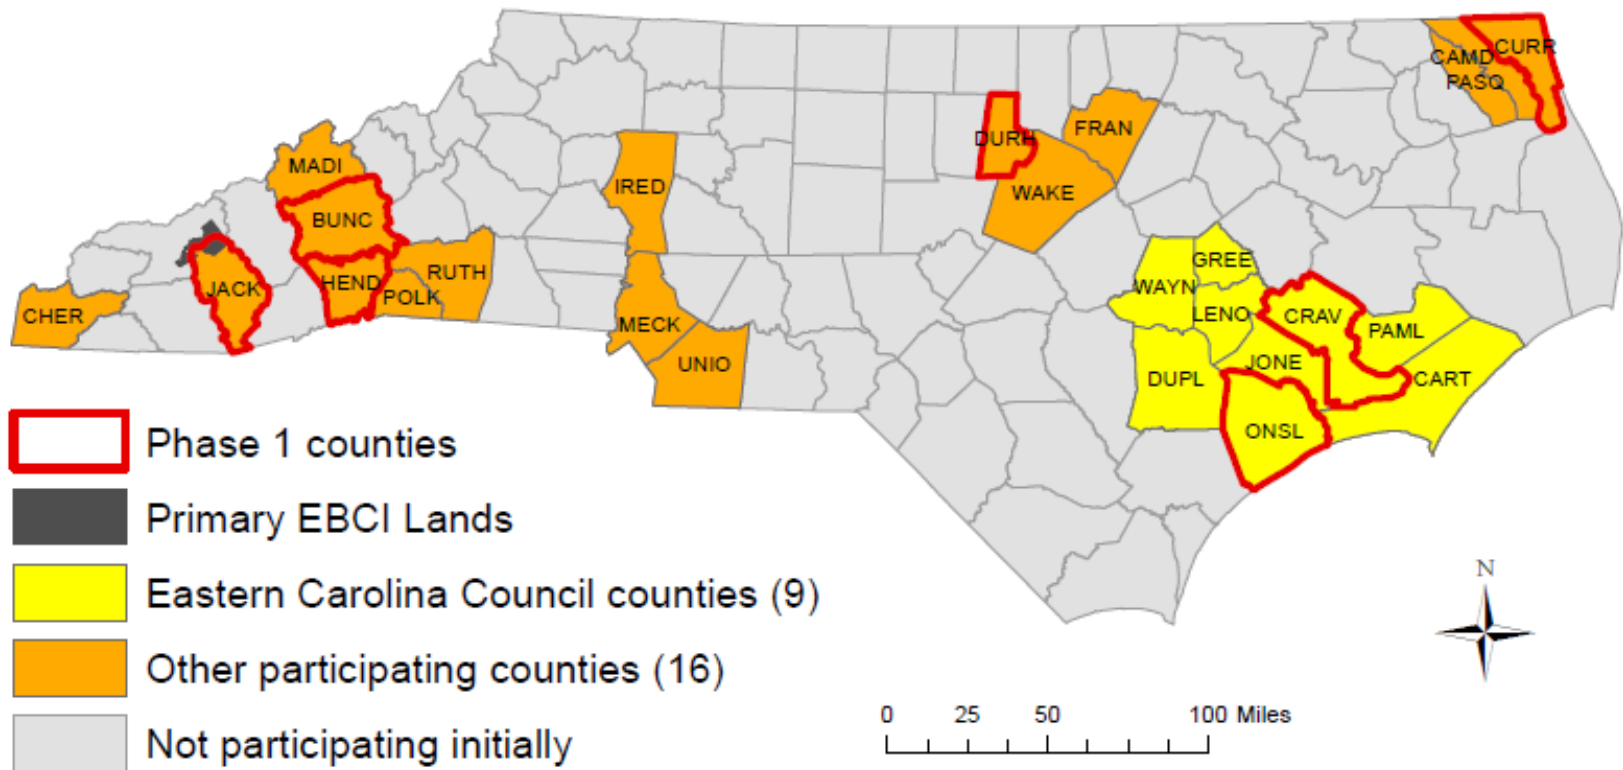 CURR
CAMD
PASQ
DURH
FRAN
MADI
IRED
WAKE
BUNC
GREE
RUTH
WAYN
JACK
HEND
POLK
LENO
CRAV
CHER
MECK
PAML
UNIO
JONE
DUPL
CART
ONSL
Phase 1 counties
Primary EBCI Lands
Eastern Carolina Council counties (9)
Other participating counties (16)
Not participating initially
N
0 25 50 100 Miles